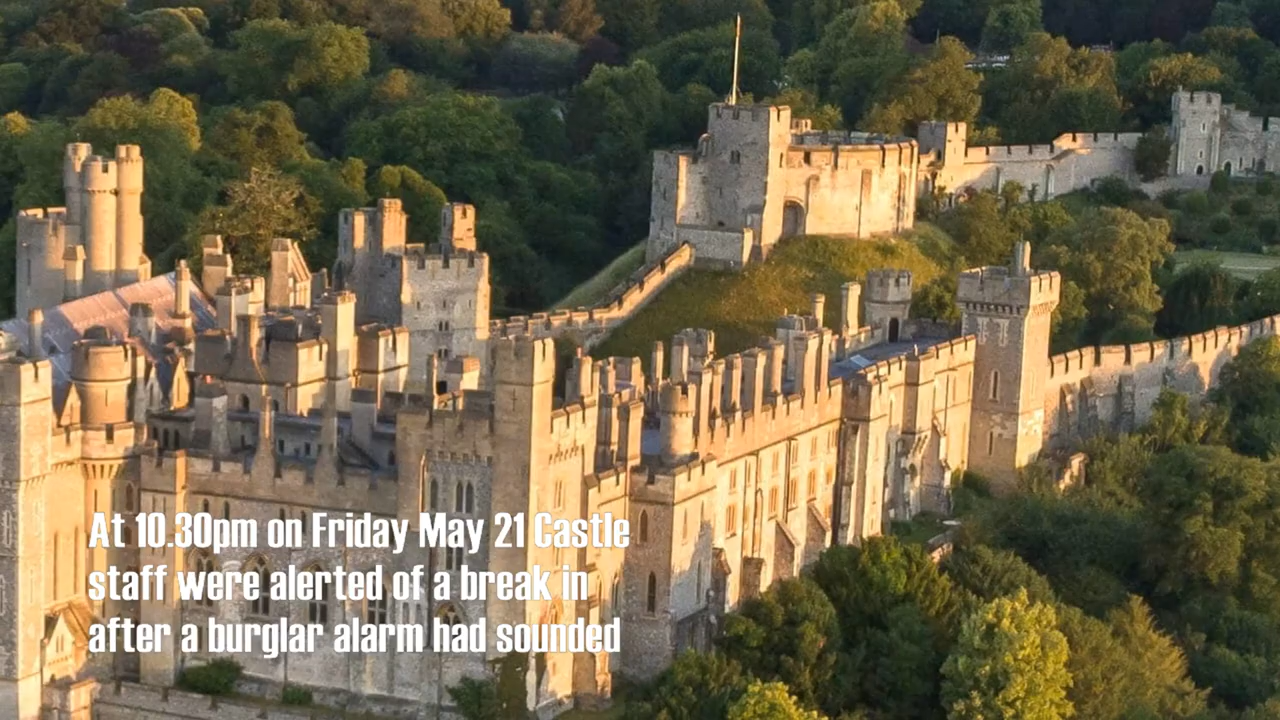 At 10.30pm on Friday May 21 Castle
staff were alerted of a break in
after a burglar alarm had sounded